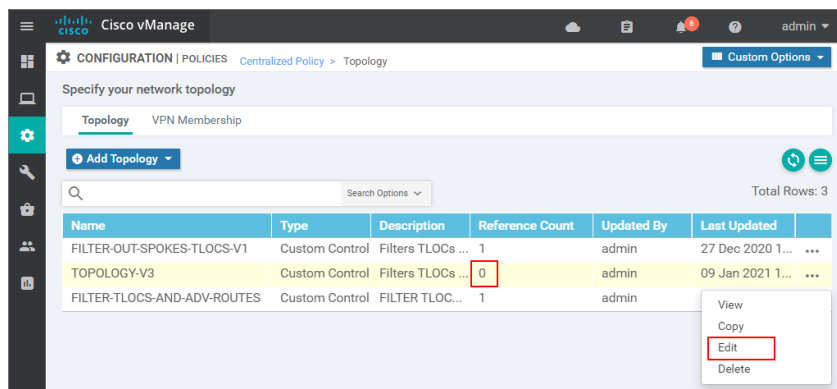 cisco Cisco vManage 6 admin
CONFIGURATION | POLICIES Centralized Policy > Topology Custom Options
Specify your network topology
Topology VPN Membership
Add Topology
Search Options Total Rows: 3
Name Type Description Reference Count Updated By Last Updated
FILTER-OUT-SPOKES-TLOCS-V1 Custom Control Filters TLOCs ... 1 admin 27 Dec 2020 1... ...
TOPOLOGY-V3 Custom Control Filters TLOCs ... 0 admin 09 Jan 2021 1... ...
FILTER-TLOCS-AND-ADV-ROUTES Custom Control FILTER TLOC... 1 admin
View
Copy
Edit
Delete